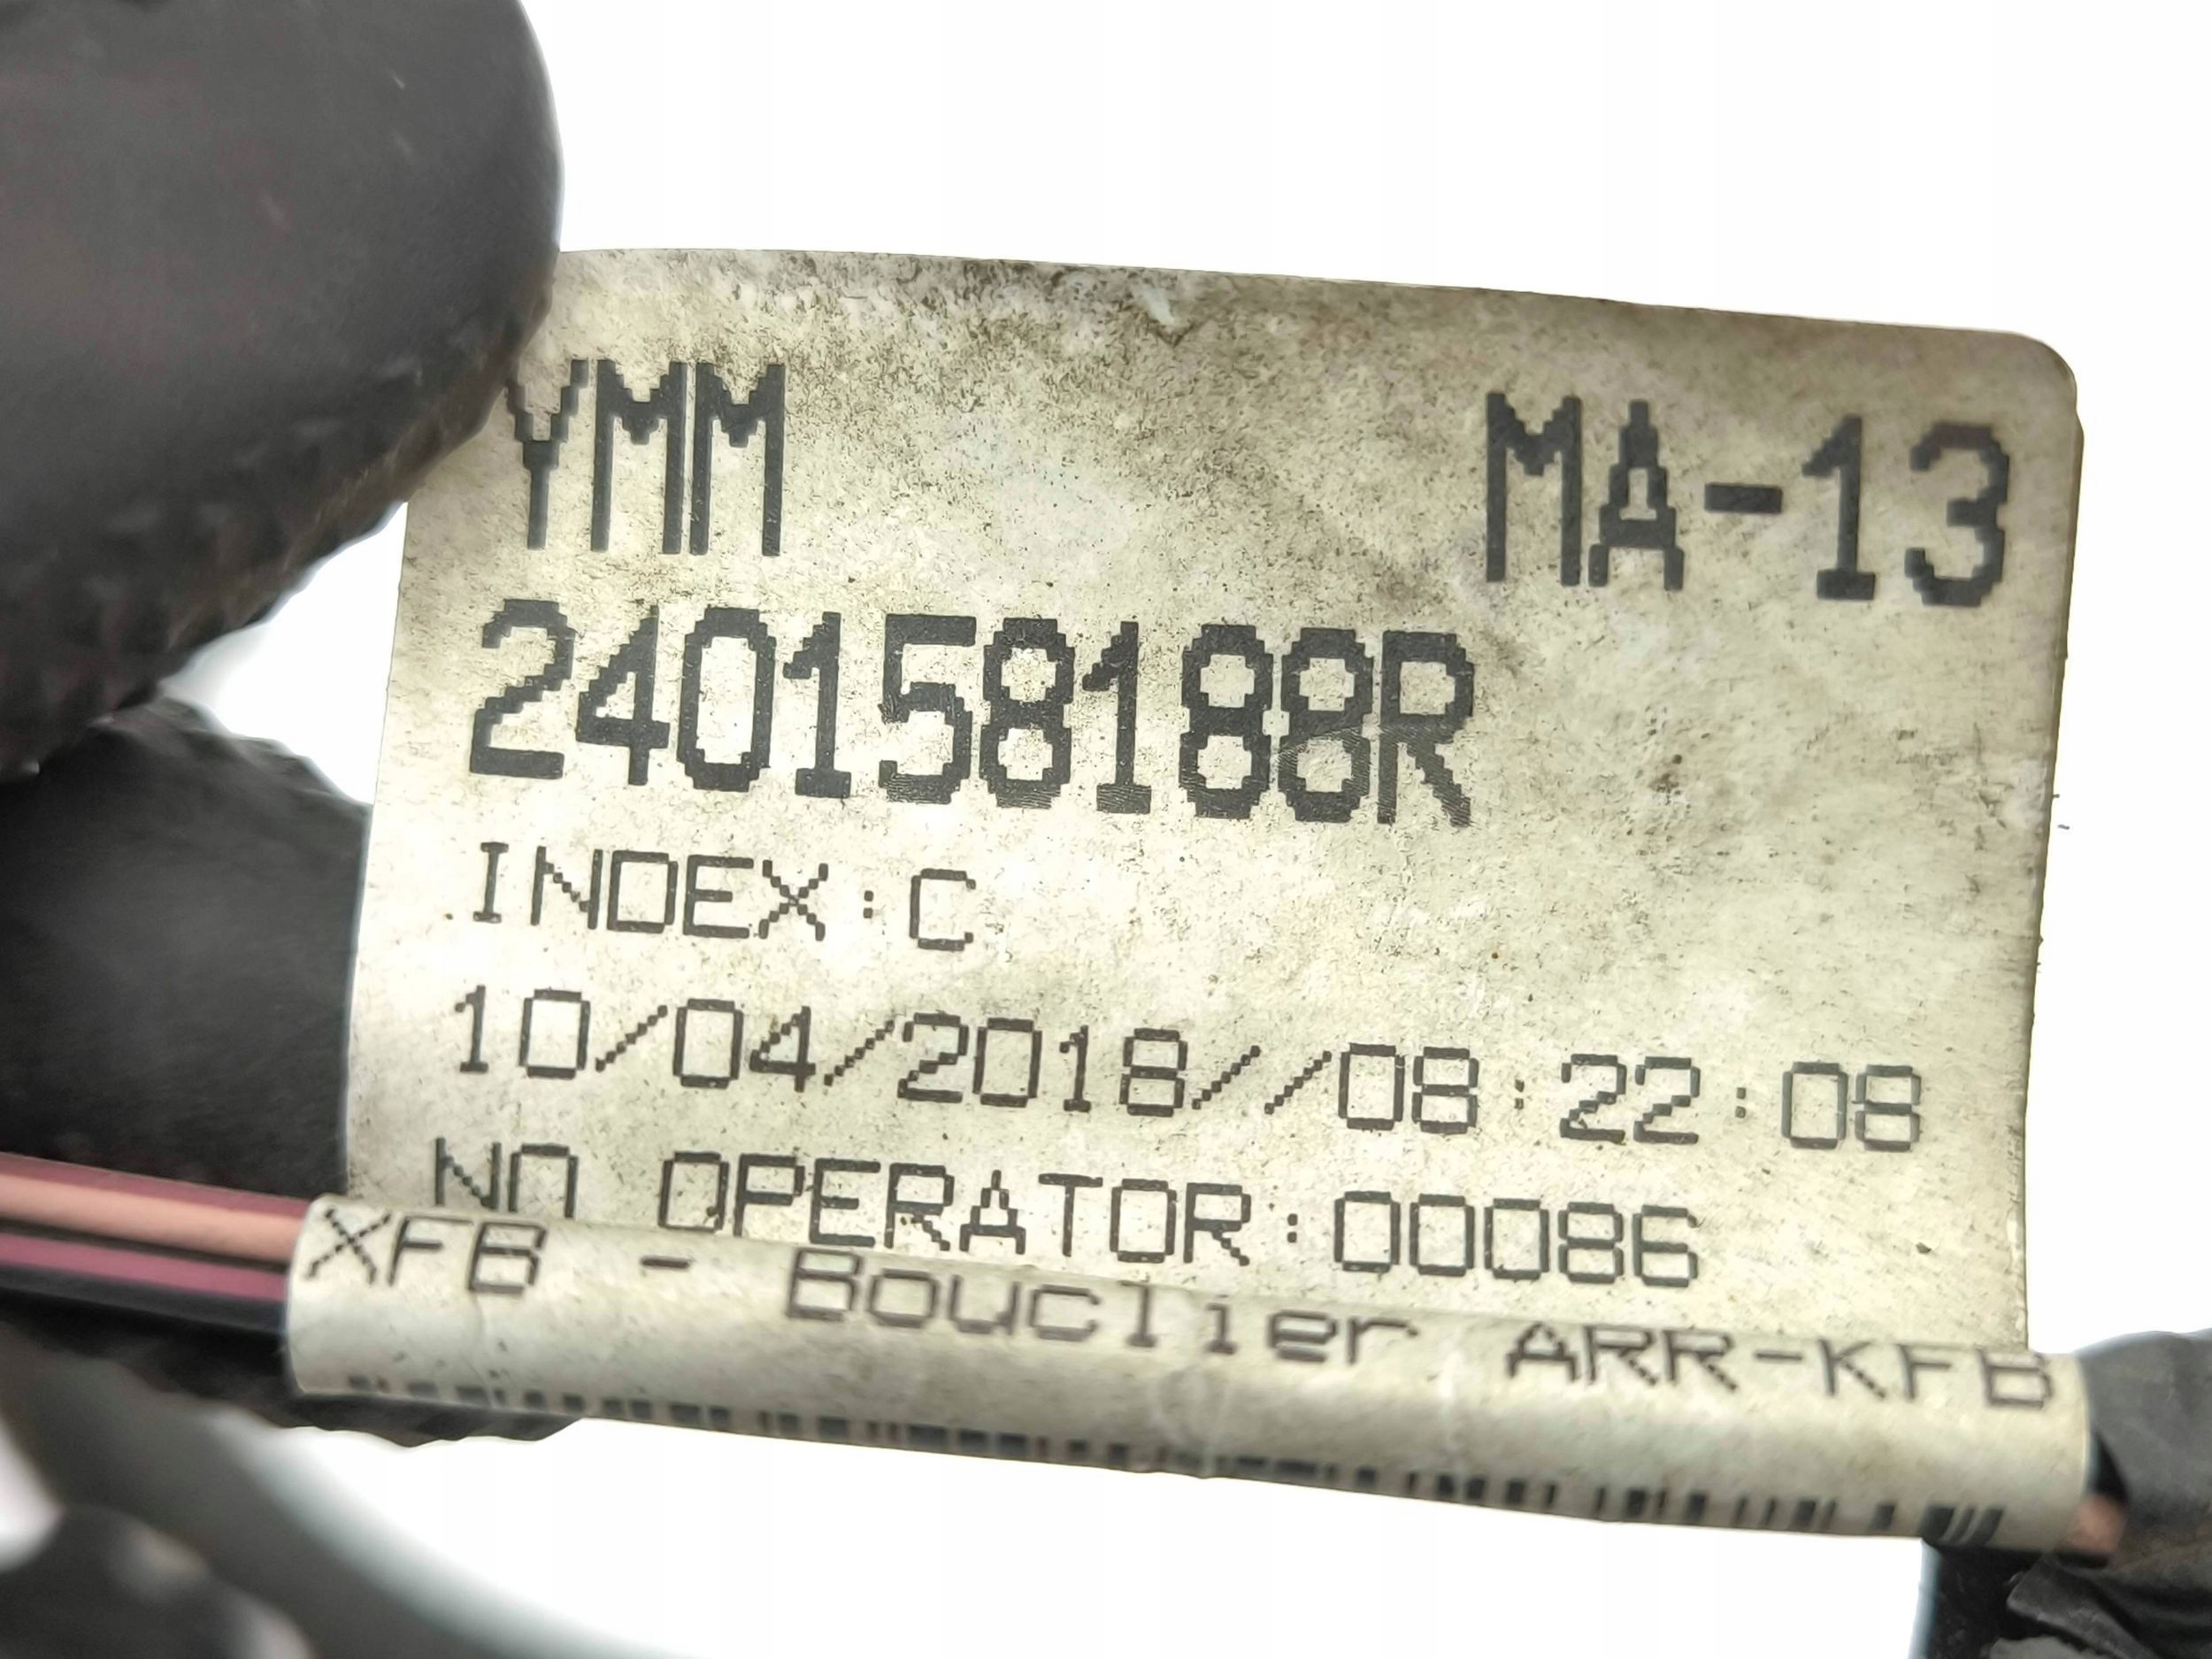 YMM MA-13
240158188R
INDEX:C
10/04/2018//08:22:08
NO OPERATOR:00086
XFB - Bouclier ARR-KFB